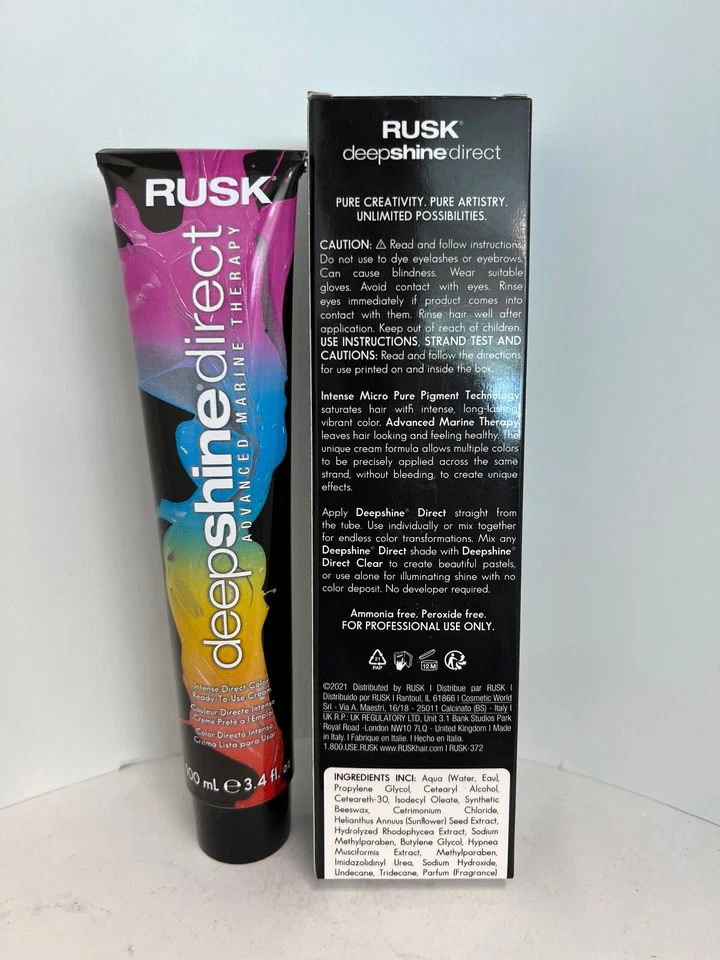 RUSK®
deepshine®direct
ADVANCED MARINE THERAPY
Intense Direct Color
Ready-To-Use Cream
Couleur Directe Intense
Crème Prête à l'Emploi
Color Directo Intenso
Crema Lista para Usar
100 mL e 3.4 fl. oz
RUSK®
deepshine®direct
PURE CREATIVITY. PURE ARTISTRY.
UNLIMITED POSSIBILITIES.
CAUTION: ⚠ Read and follow instructions.
Do not use to dye eyelashes or eyebrows.
Can cause blindness. Wear suitable
gloves. Avoid contact with eyes. Rinse
eyes immediately if product comes into
contact with them. Rinse hair well after
application. Keep out of reach of children.
USE INSTRUCTIONS, STRAND TEST AND
CAUTIONS: Read and follow the directions
for use printed on and inside the box.
Intense Micro Pure Pigment Technology
saturates hair with intense, long-lasting,
vibrant color. Advanced Marine Therapy
leaves hair looking and feeling healthy. The
unique cream formula allows multiple colors
to be precisely applied across the same
strand, without bleeding, to create unique
effects.
Apply Deepshine® Direct straight from
the tube. Use individually or mix together
for endless color transformations. Mix any
Deepshine® Direct shade with Deepshine®
Direct Clear to create beautiful pastels,
or use alone for illuminating shine with no
color deposit. No developer required.
Ammonia free. Peroxide free.
FOR PROFESSIONAL USE ONLY.
21
PAP
12 M
©2021 Distributed by RUSK I Distribue par RUSK I
Distribuido por RUSK I Rantoul, IL 61866 I Cosmetic World
Srl - Via A. Maestri, 16/18 - 25011 Calcinato (BS) - Italy I
UK R.P.: UK REGULATORY LTD, Unit 3.1 Bank Studios Park
Royal Road -London NW10 7LQ - United Kingdom I Made
in Italy. I Fabrique en Italie. I Hecho en Italia.
1.800.USE.RUSK www.RUSKhair.com I RUSK-372
INGREDIENTS INCI: Aqua (Water, Eau),
Propylene Glycol, Cetearyl Alcohol,
Ceteareth-30, Isodecyl Oleate, Synthetic
Beeswax, Cetrimonium Chloride,
Helianthus Annuus (Sunflower) Seed Extract,
Hydrolyzed Rhodophycea Extract, Sodium
Methylparaben, Butylene Glycol, Hypnea
Musciformis Extract, Methylparaben,
Imidazolidinyl Urea, Sodium Hydroxide,
Undecane, Tridecane, Parfum (Fragrance)